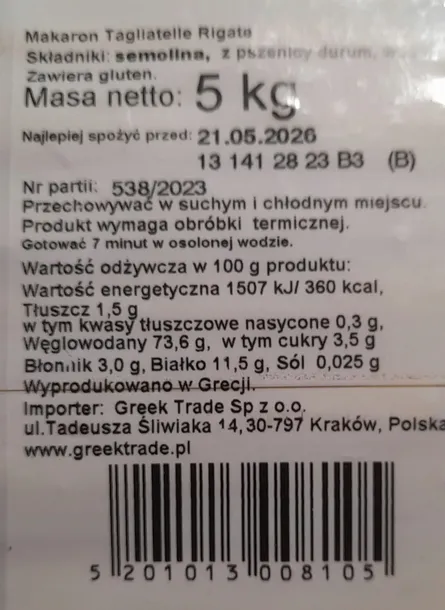 Makaron Tagliatelle Rigate
Składniki: semolina, z pszenicy durum,
Zawiera gluten.
Masa netto: 5 kg
Najlepiej spożyć przed: 21.05.2026
13 141 28 23 B3 (B)
Nr partii: 538/2023
Przechowywać w suchym i chłodnym miejscu.
Produkt wymaga obróbki termicznej.
Gotować 7 minut w osolonej wodzie.
Wartość odżywcza w 100 g produktu:
Wartość energetyczna 1507 kJ/ 360 kcal,
Tłuszcz 1,5 g
w tym kwasy tłuszczowe nasycone 0,3 g,
Węglowodany 73,6 g, w tym cukry 3,5 g
Błonnik 3,0 g, Białko 11,5 g, Sól 0,025 g
Wyprodukowano w Grecji.
Importer: Greek Trade Sp z o.o.
ul.Tadeusza Śliwiaka 14,30-797 Kraków, Polska
www.greektrade.pl
5 201013 008105